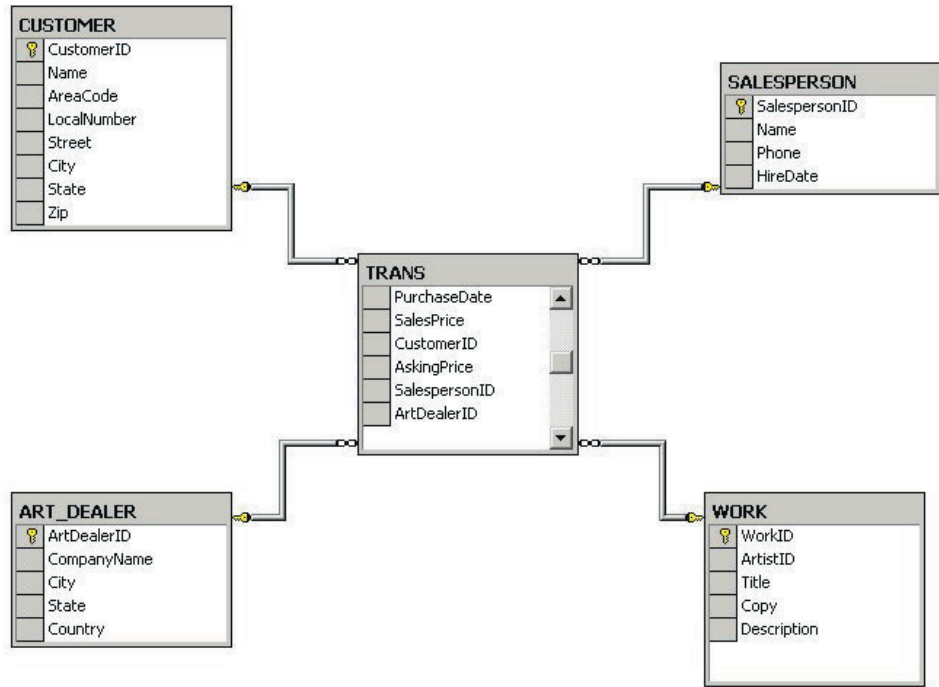 CUSTOMER
CustomerID
Name
AreaCode
LocalNumber
Street
City
State
Zip
SALESPERSON
SalespersonID
Name
Phone
HireDate
TRANS
PurchaseDate
SalesPrice
CustomerID
AskingPrice
SalespersonID
ArtDealerID
ART_DEALER
ArtDealerID
CompanyName
City
State
Country
WORK
WorkID
ArtistID
Title
Copy
Description